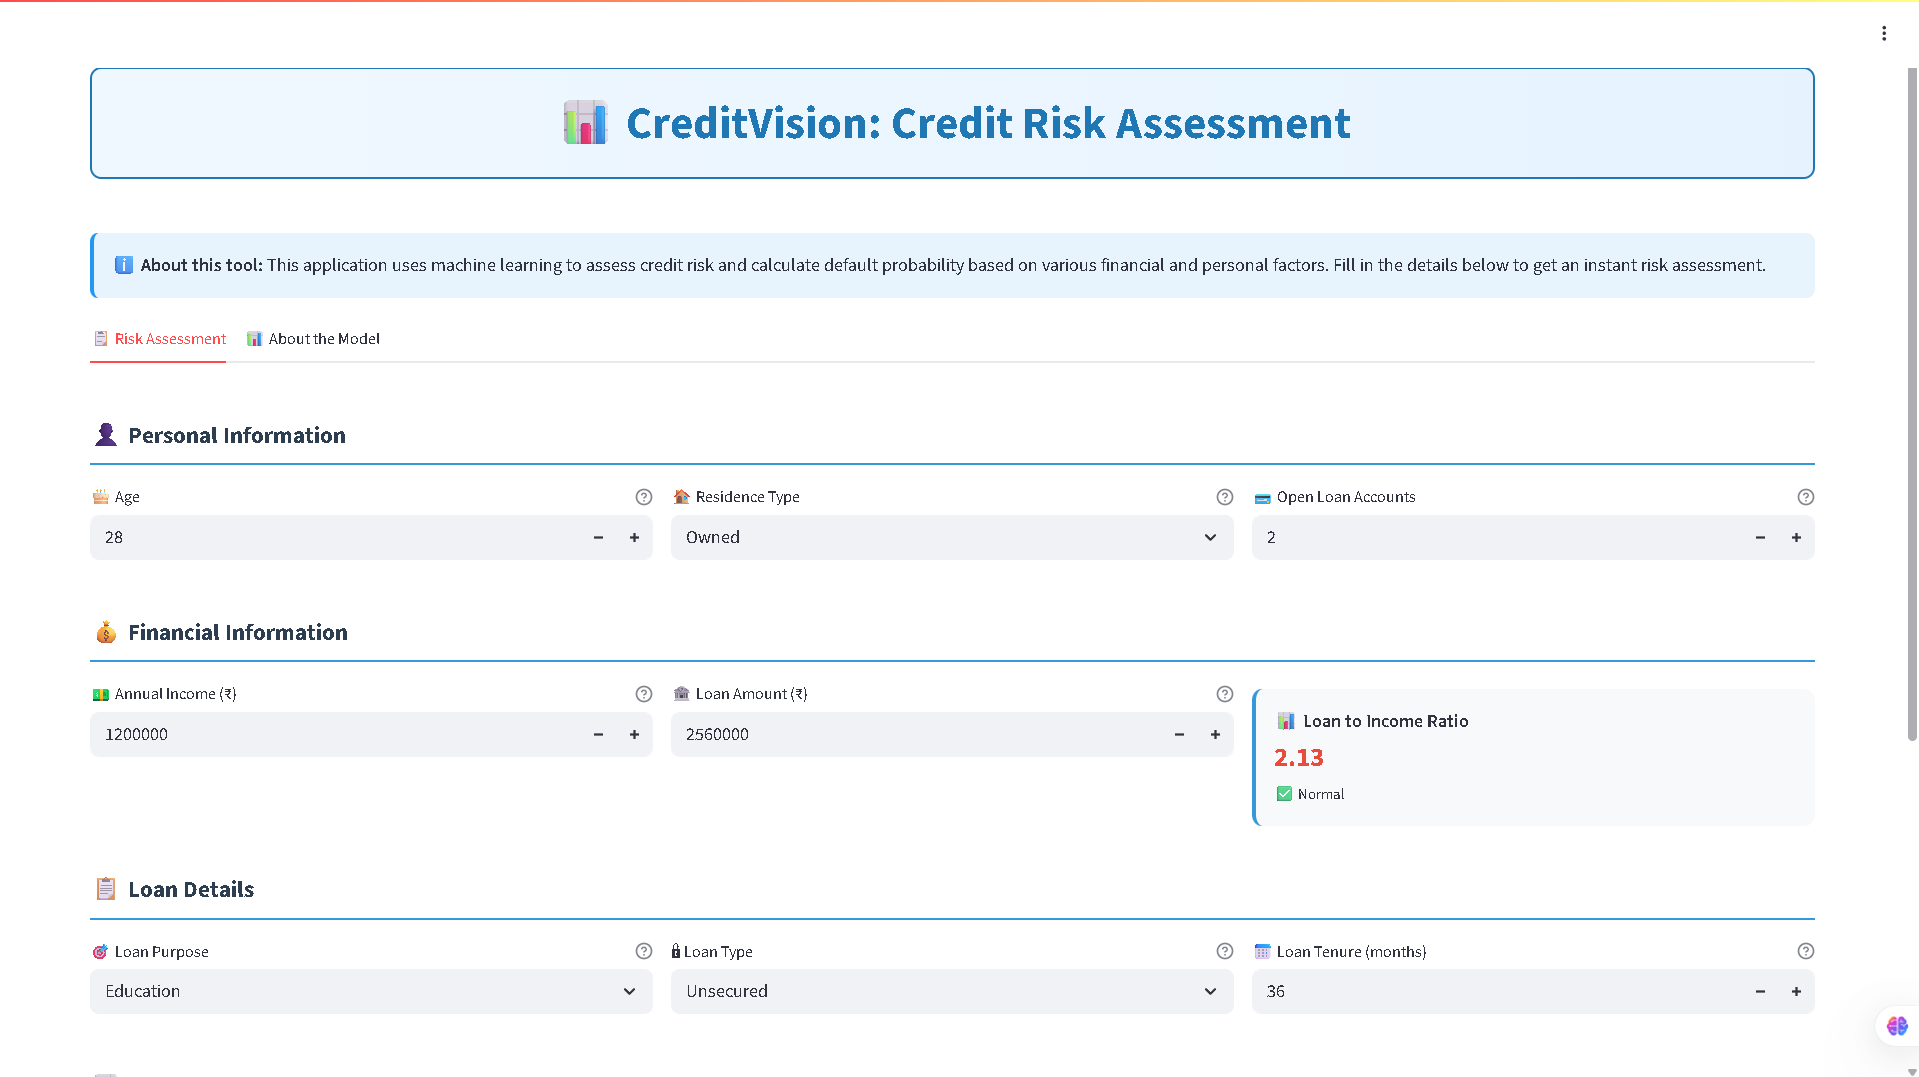 CreditVision: Credit Risk Assessment
About this tool: This application uses machine learning to assess credit risk and calculate default probability based on various financial and personal factors. Fill in the details below to get an instant risk assessment.
Risk Assessment About the Model
Personal Information
Age Residence Type Open Loan Accounts
28 Owned 2
Financial Information
Annual Income (₹) Loan Amount (₹)
1200000 2560000
Loan to Income Ratio
2.13
Normal
Loan Details
Loan Purpose Loan Type Loan Tenure (months)
Education Unsecured 36